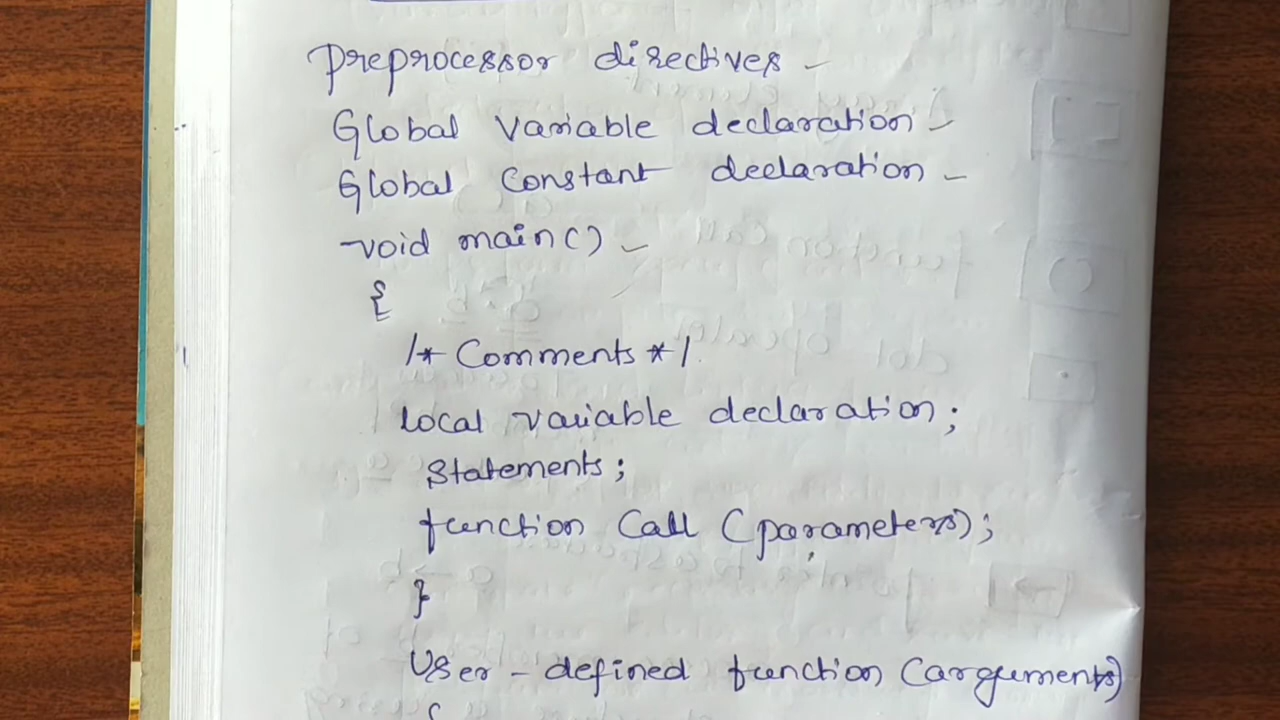 preprocessor directives -
Global variable declaration -
Global constant declaration -
void main() -
{
/* Comments */
local variable declaration;
Statements;
function Call (parameters);
}
User-defined function (arguments)
{